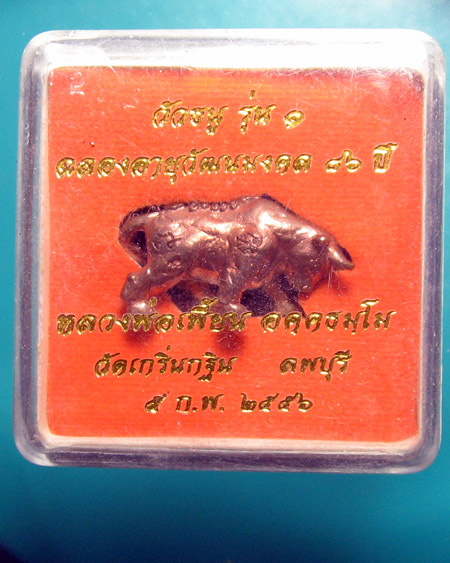 วัวธนู รุ่น ๑
ฉลองอายุวัฒนมงคล ๘๖ ปี
หลวงพ่อเพี้ยน อคฺคธมฺโม
วัดเกริ่นกฐิน ลพบุรี
๕ ก.พ. ๒๕๕๖